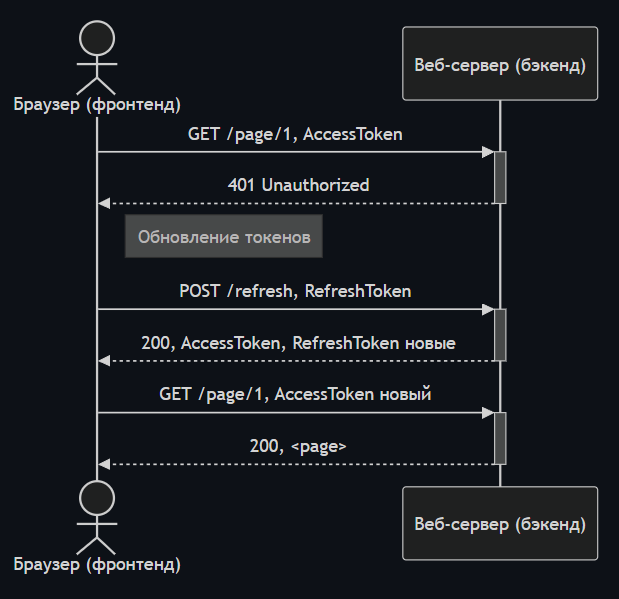 Веб-сервер (бэкенд)
Браузер (фронтенд)
GET /page/1, AccessToken
401 Unauthorized
Обновление токенов
POST /refresh, RefreshToken
200, AccessToken, RefreshToken новые
GET /page/1, AccessToken новый
200, <page>
Веб-сервер (бэкенд)
Браузер (фронтенд)